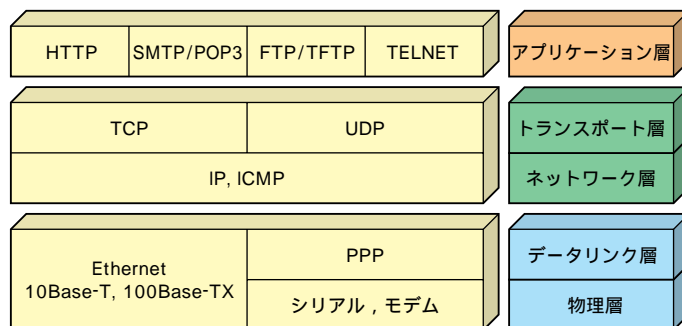 HTTP SMTP/POP3 FTP/TFTP TELNET アプリケーション層
TCP UDP トランスポート層
IP, ICMP ネットワーク層
PPP データリンク層
Ethernet
10Base-T, 100Base-TX
シリアル，モデム 物理層